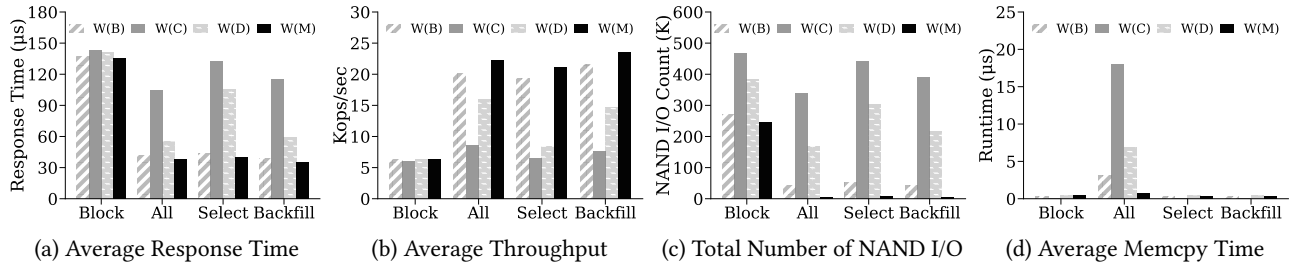 W(B) W(C) W(D) W(M)
Response Time (μs)
180
150
120
90
60
30
0
Block All Select Backfill
(a) Average Response Time
W(B) W(C) W(D) W(M)
Kops/sec
30
25
20
15
10
5
0
Block All Select Backfill
(b) Average Throughput
W(B) W(C) W(D) W(M)
NAND I/O Count (K)
600
500
400
300
200
100
0
Block All Select Backfill
(c) Total Number of NAND I/O
W(B) W(C) W(D) W(M)
Runtime (μs)
25
20
15
10
5
0
Block All Select Backfill
(d) Average Memcpy Time